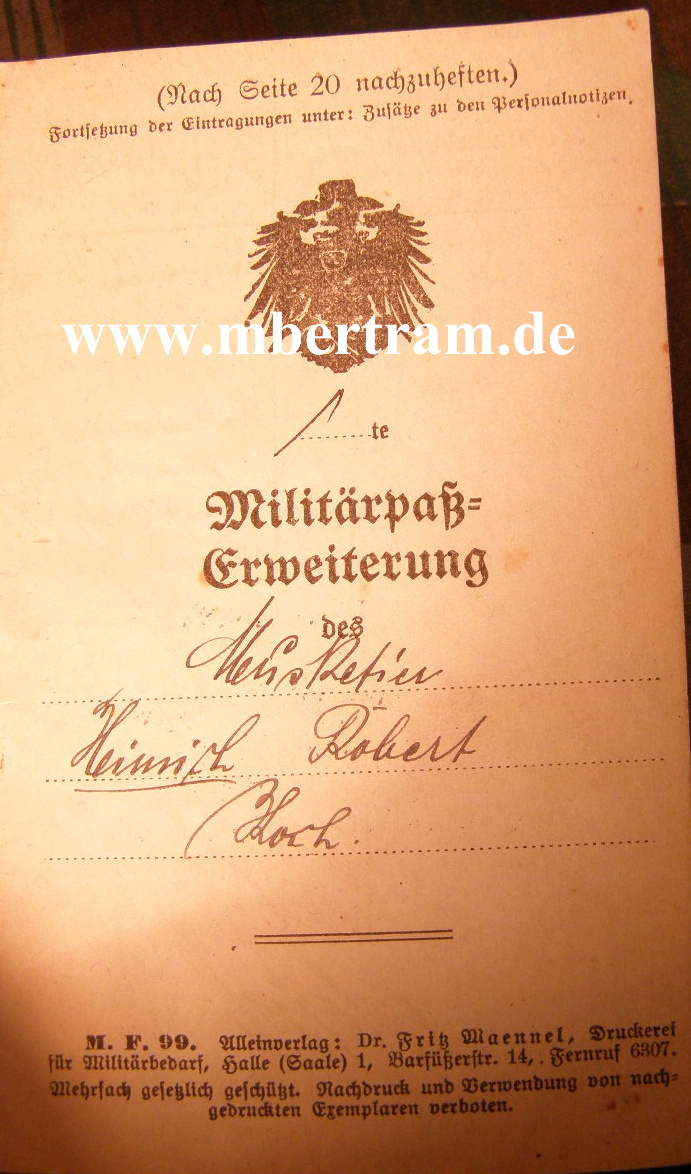 (Nach Seite 20 nachzuheften.)
Fortsetzung der Eintragungen unter: Zusätze zu den Personalnotizen.
www.mbertram.de
1te
Militärpaß-
Erweiterung
des
Musketier
Heinrich Robert
Koch.
M. F. 99. Alleinverlag: Dr. Fritz Maennel, Druckerei
für Militärbedarf, Halle (Saale) 1, Barfüßerstr. 14, Fernruf 6307.
Mehrfach gesetzlich geschützt. Nachdruck und Verwendung von nach-
gedruckten Exemplaren verboten.